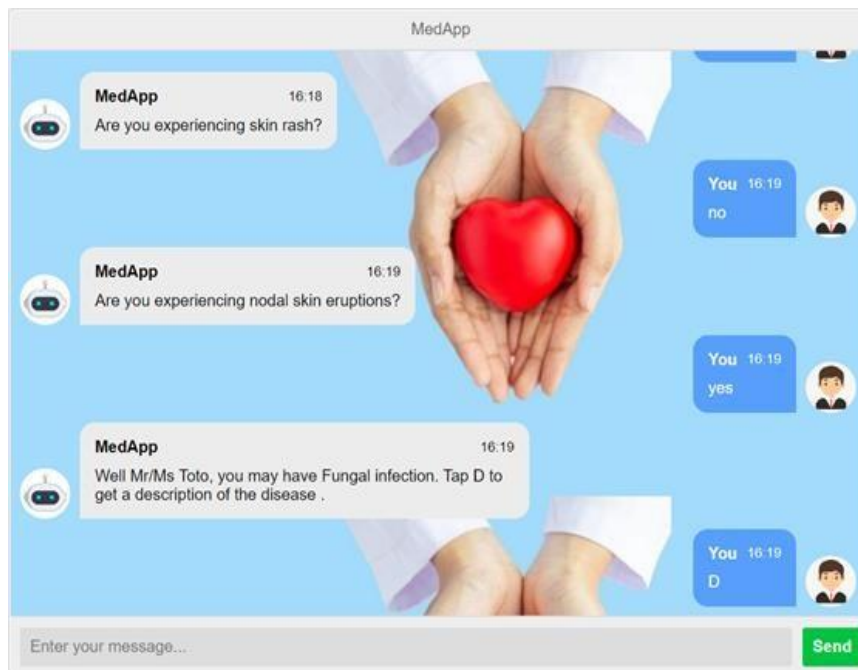 MedApp
MedApp 16:18
Are you experiencing skin rash?
You 16:19
no
MedApp 16:19
Are you experiencing nodal skin eruptions?
You 16:19
yes
MedApp 16:19
Well Mr/Ms Toto, you may have Fungal infection. Tap D to
get a description of the disease .
You 16:19
D
Enter your message...
Send